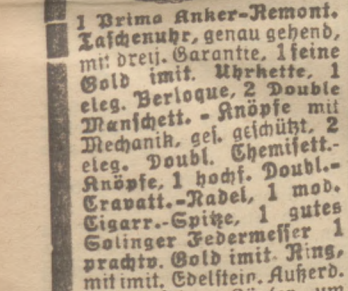 1 Prima Anker-Remont.
Taschenuhr, genau gehend,
mit dreij. Garantie, 1 feine
Gold imit. Uhrkette, 1
eleg. Berloque, 2 Double
Manschett.-Knöpfe mit
Mechanik, ges. geschützt, 2
eleg. Doubl. Chemisett.-
Knöpfe, 1 hochf. Doubl.-
Cravatt.-Nadel, 1 mod.
Cigarr.-Spitze, 1 gutes
Solinger Federmesser 1
prachtv. Gold imit. Ring,
mit imit. Edelstein. Außerd.